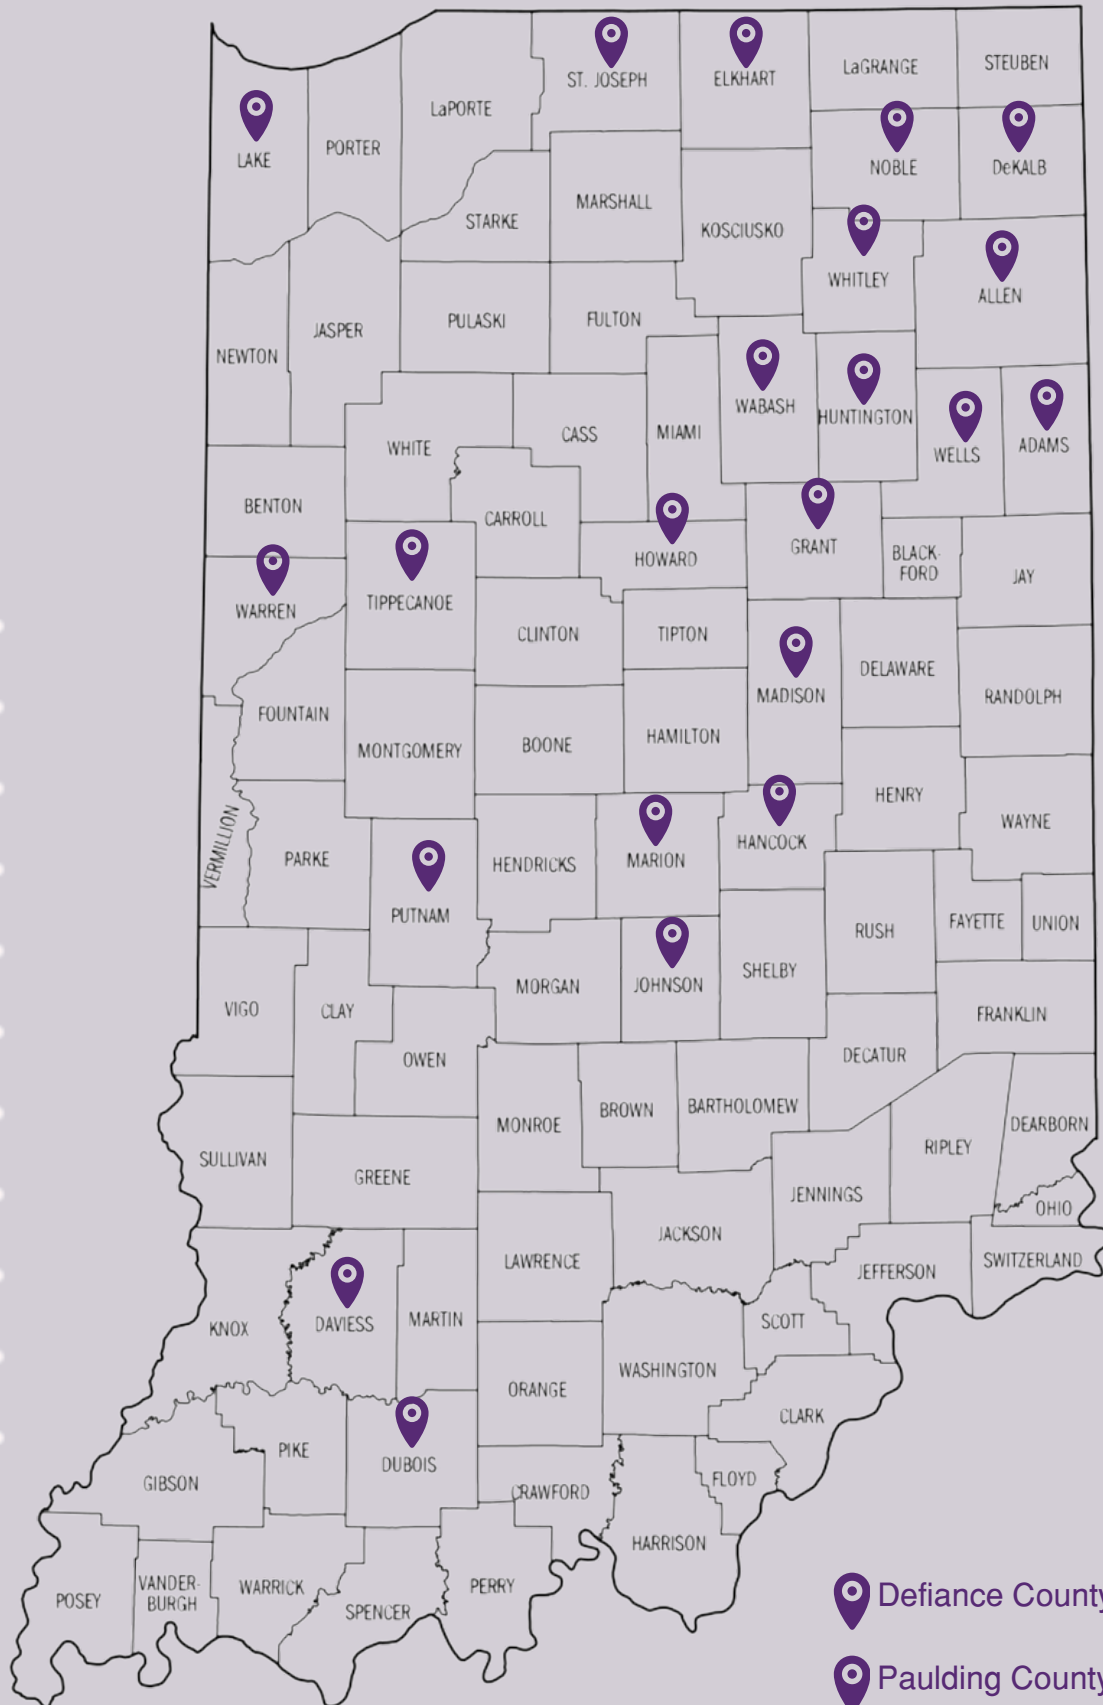 ST. JOSEPH
ELKHART
LaGRANGE
STEUBEN
LAKE
PORTER
LaPORTE
NOBLE
DeKALB
STARKE
MARSHALL
KOSCIUSKO
WHITLEY
ALLEN
NEWTON
JASPER
PULASKI
FULTON
WABASH
HUNTINGTON
WELLS
ADAMS
WHITE
CASS
MIAMI
BENTON
CARROLL
HOWARD
GRANT
BLACK-
FORD
JAY
WARREN
TIPPECANOE
CLINTON
TIPTON
MADISON
DELAWARE
RANDOLPH
FOUNTAIN
MONTGOMERY
BOONE
HAMILTON
HENRY
WAYNE
VERMILLION
PARKE
PUTNAM
HENDRICKS
MARION
HANCOCK
RUSH
FAYETTE
UNION
VIGO
CLAY
MORGAN
JOHNSON
SHELBY
FRANKLIN
OWEN
DECATUR
MONROE
BROWN
BARTHOLOMEW
DEARBORN
SULLIVAN
GREENE
RIPLEY
JENNINGS
OHIO
JACKSON
LAWRENCE
JEFFERSON
SWITZERLAND
KNOX
DAVIESS
MARTIN
SCOTT
ORANGE
WASHINGTON
CLARK
GIBSON
PIKE
DUBOIS
CRAWFORD
FLOYD
HARRISON
POSEY
VANDER-
BURGH
WARRICK
SPENCER
PERRY
Defiance County
Paulding County